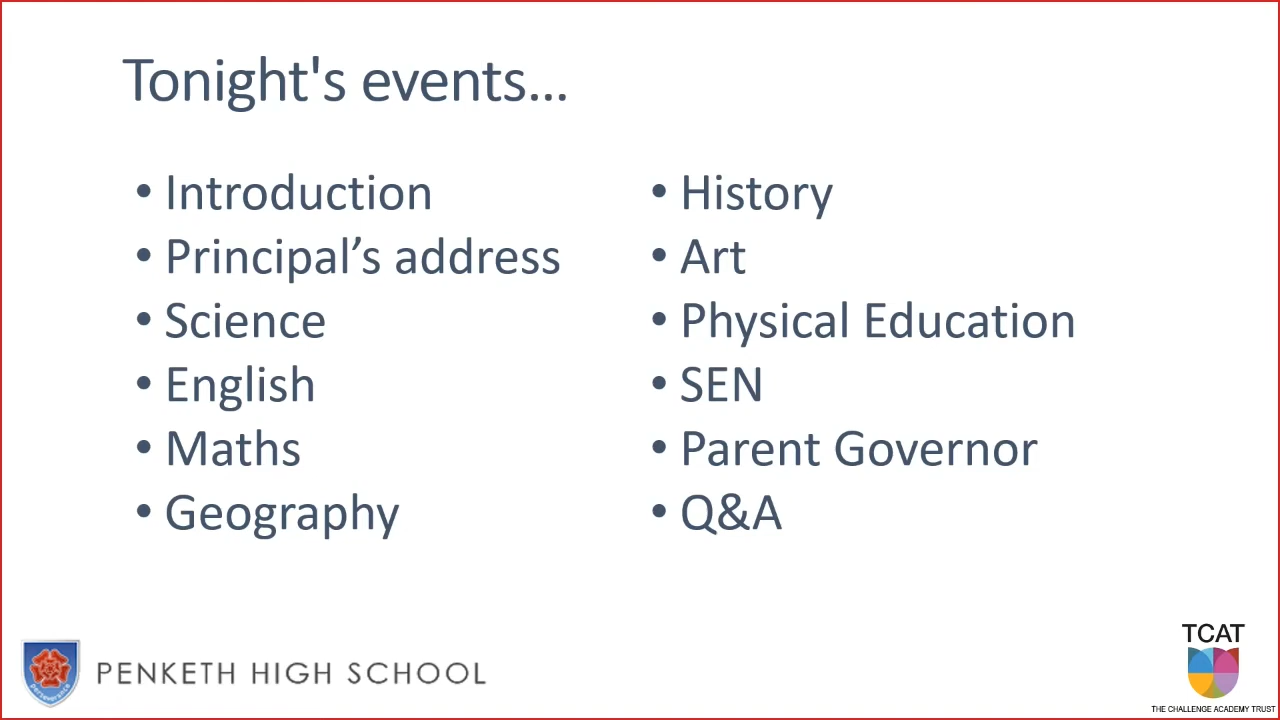 Tonight's events...
• Introduction
• Principal’s address
• Science
• English
• Maths
• Geography
• History
• Art
• Physical Education
• SEN
• Parent Governor
• Q&A
perseverance
PENKETH HIGH SCHOOL
TCAT
THE CHALLENGE ACADEMY TRUST